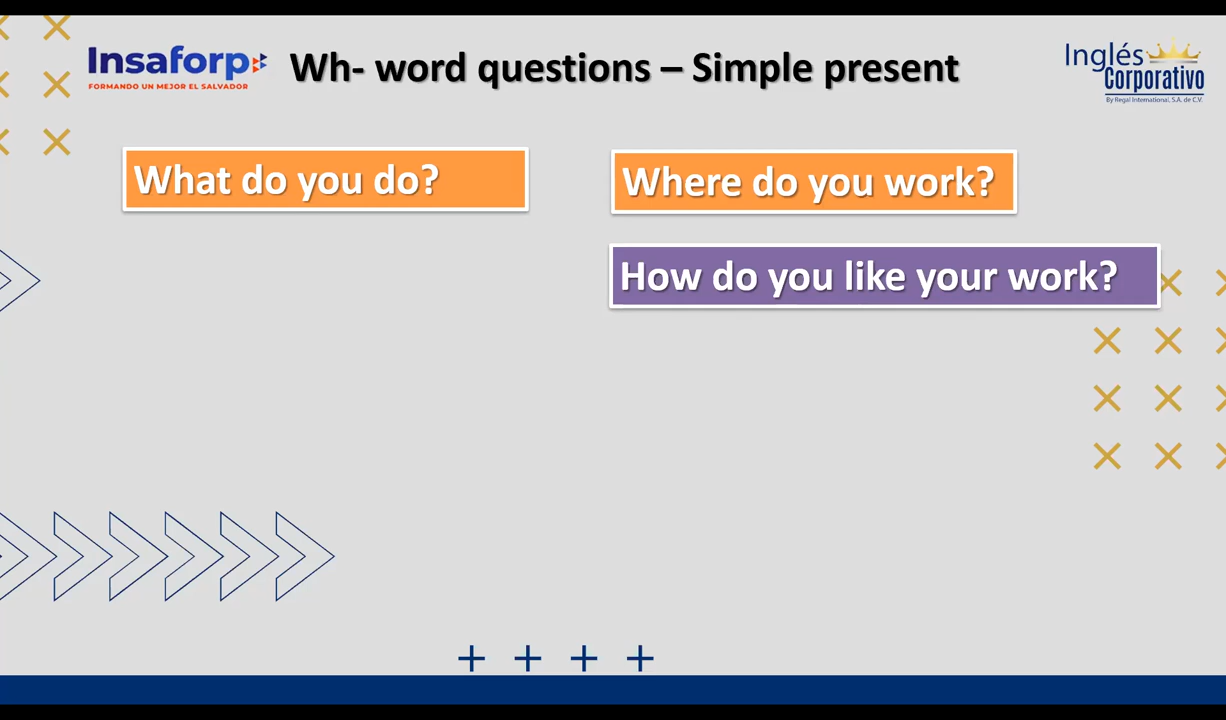 Insaforp
FORMANDO UN MEJOR EL SALVADOR
Wh- word questions – Simple present
Inglés
Corporativo
By Regal International, S.A. de C.V.
What do you do?
Where do you work?
How do you like your work?